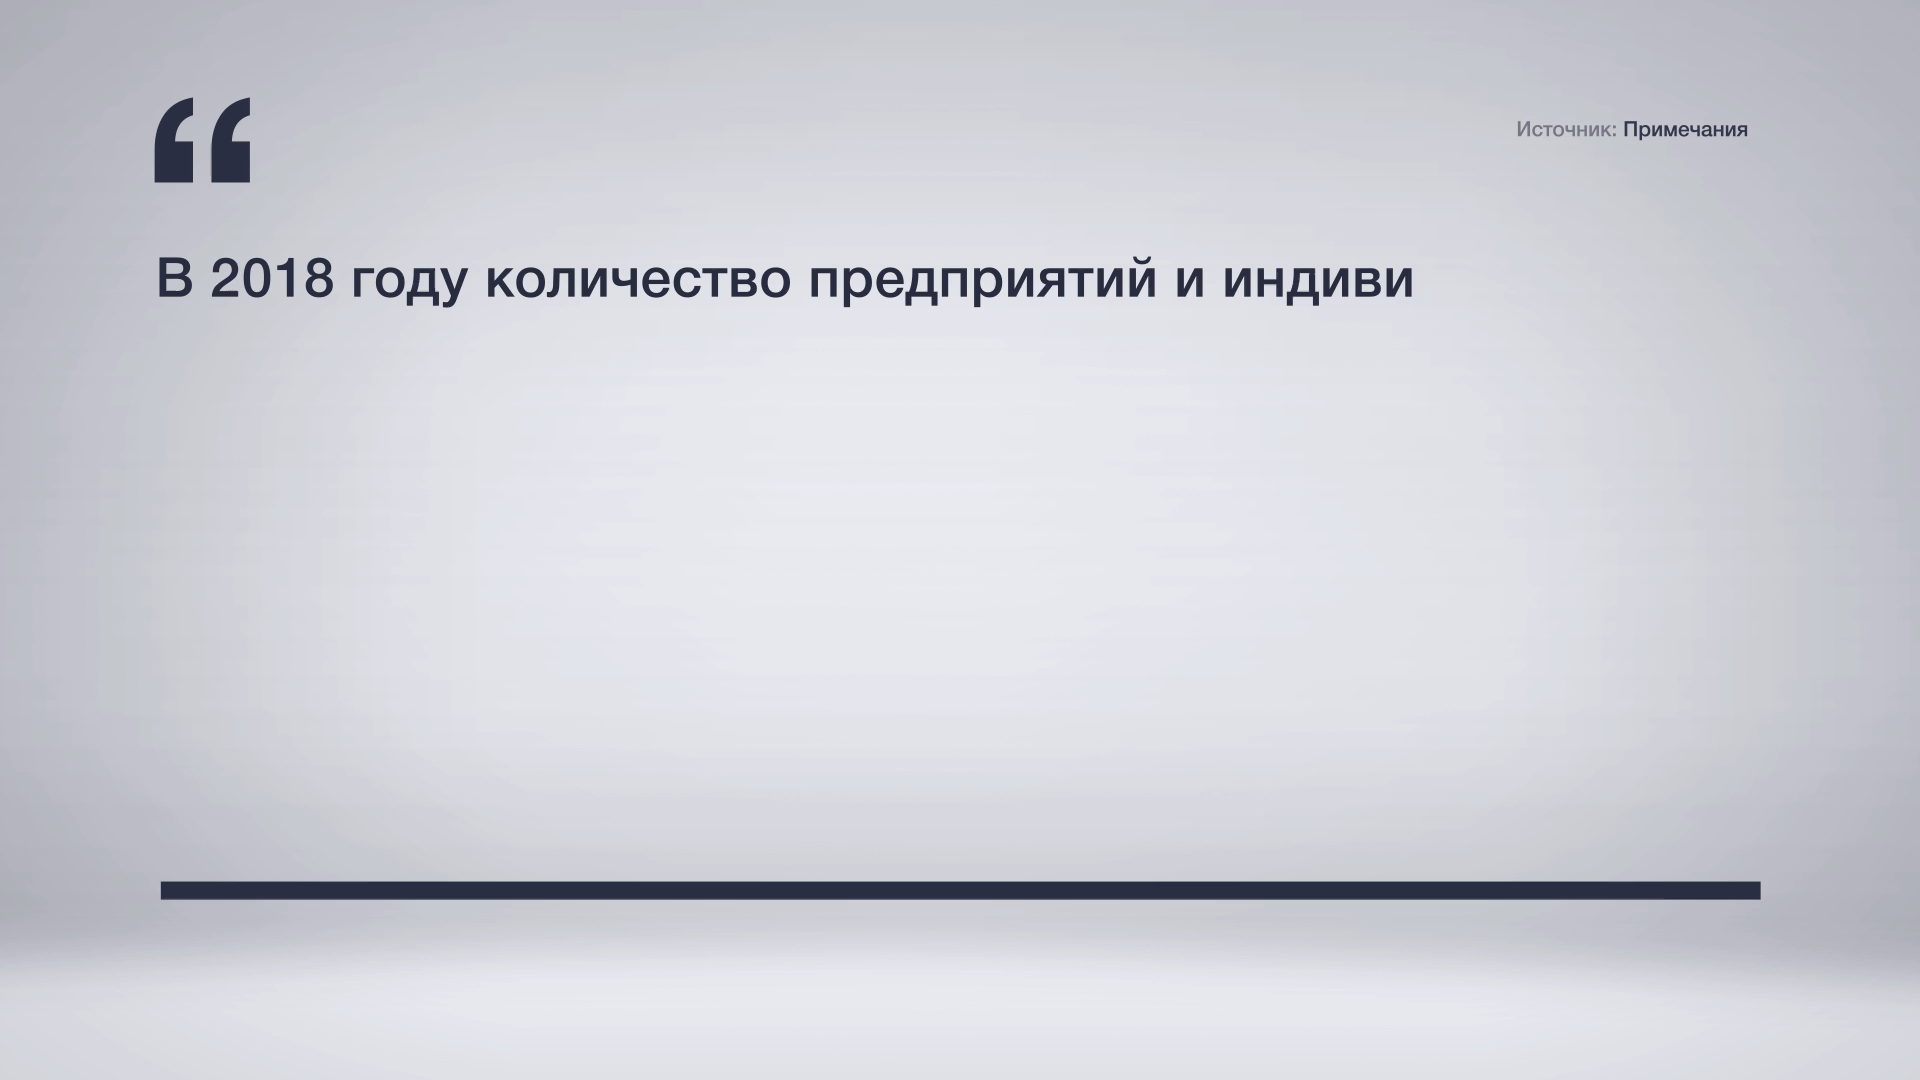 “
Источник: Примечания
В 2018 году количество предприятий и индиви